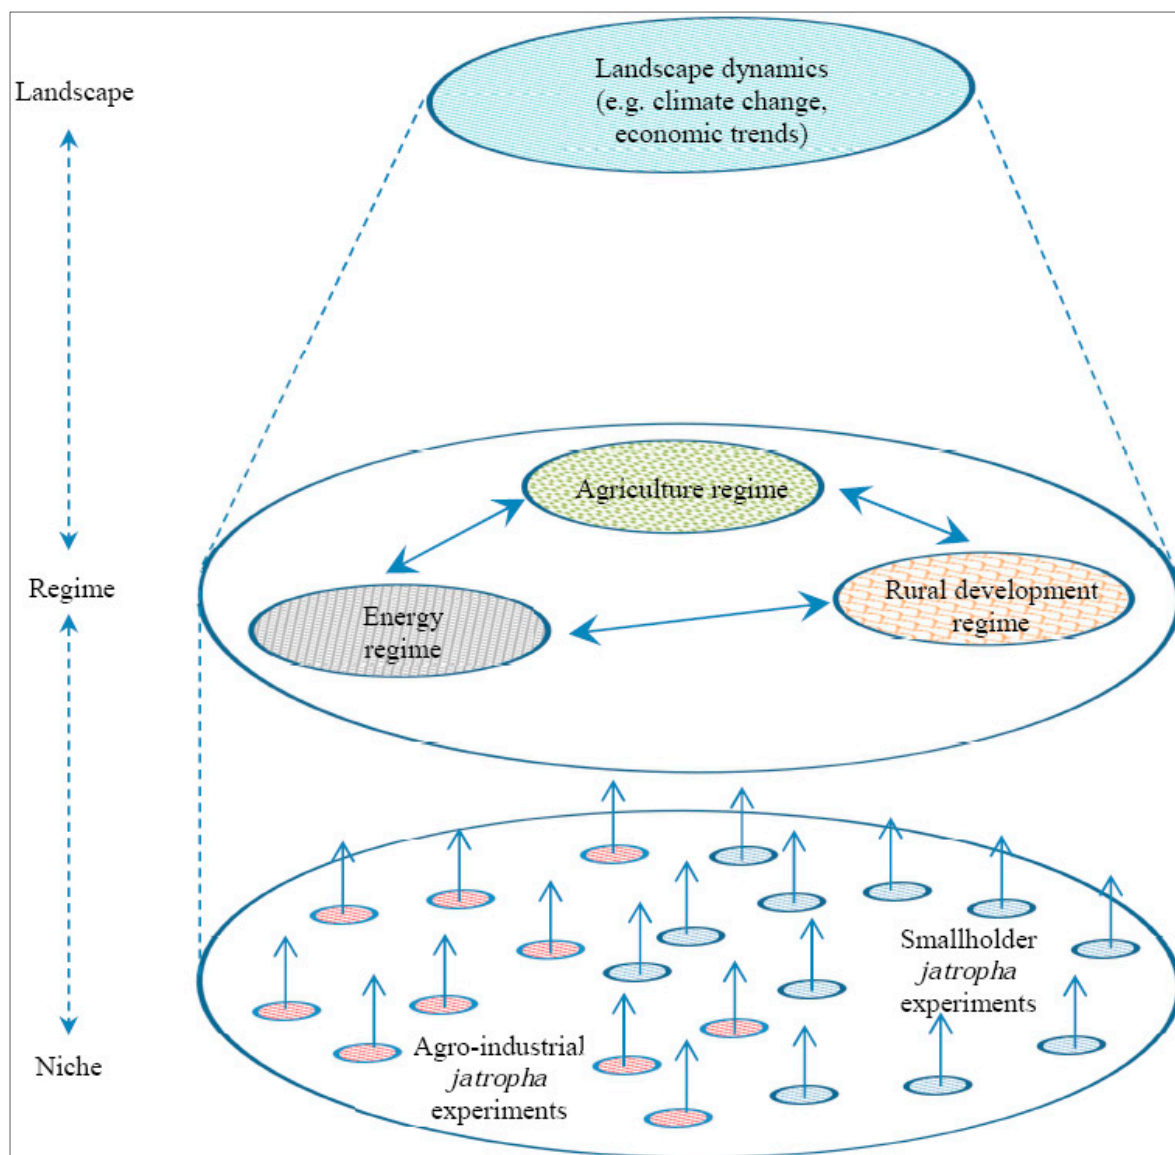 Landscape
Landscape dynamics
(e.g. climate change,
economic trends)
Agriculture regime
Regime
Energy
regime
Rural development
regime
Smallholder
jatropha
experiments
Niche
Agro-industrial
jatropha
experiments